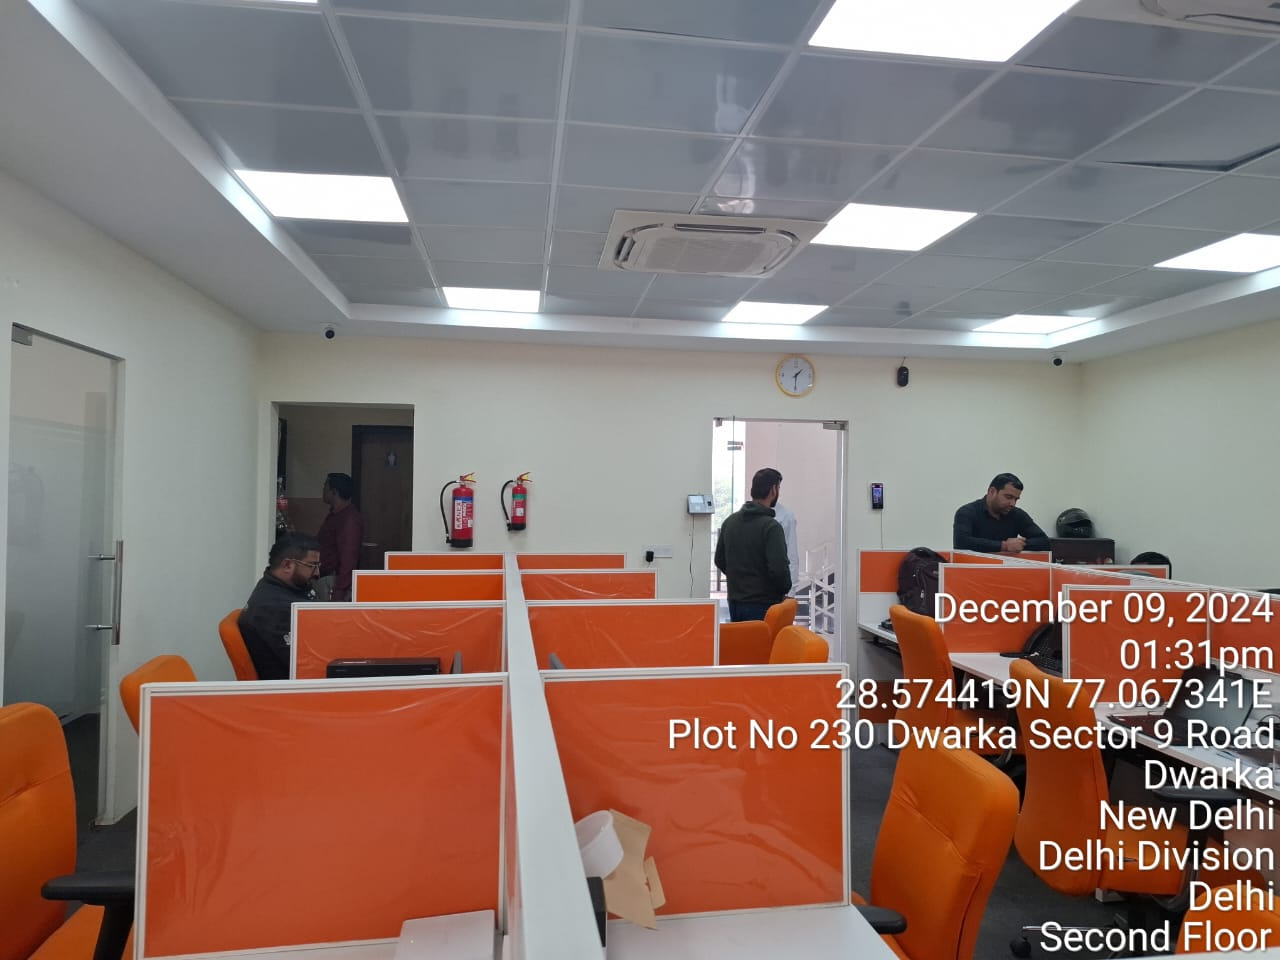 December 09, 2024
01:31pm
28.574419N 77.067341E
Plot No 230 Dwarka Sector 9 Road
Dwarka
New Delhi
Delhi Division
Delhi
Second Floor